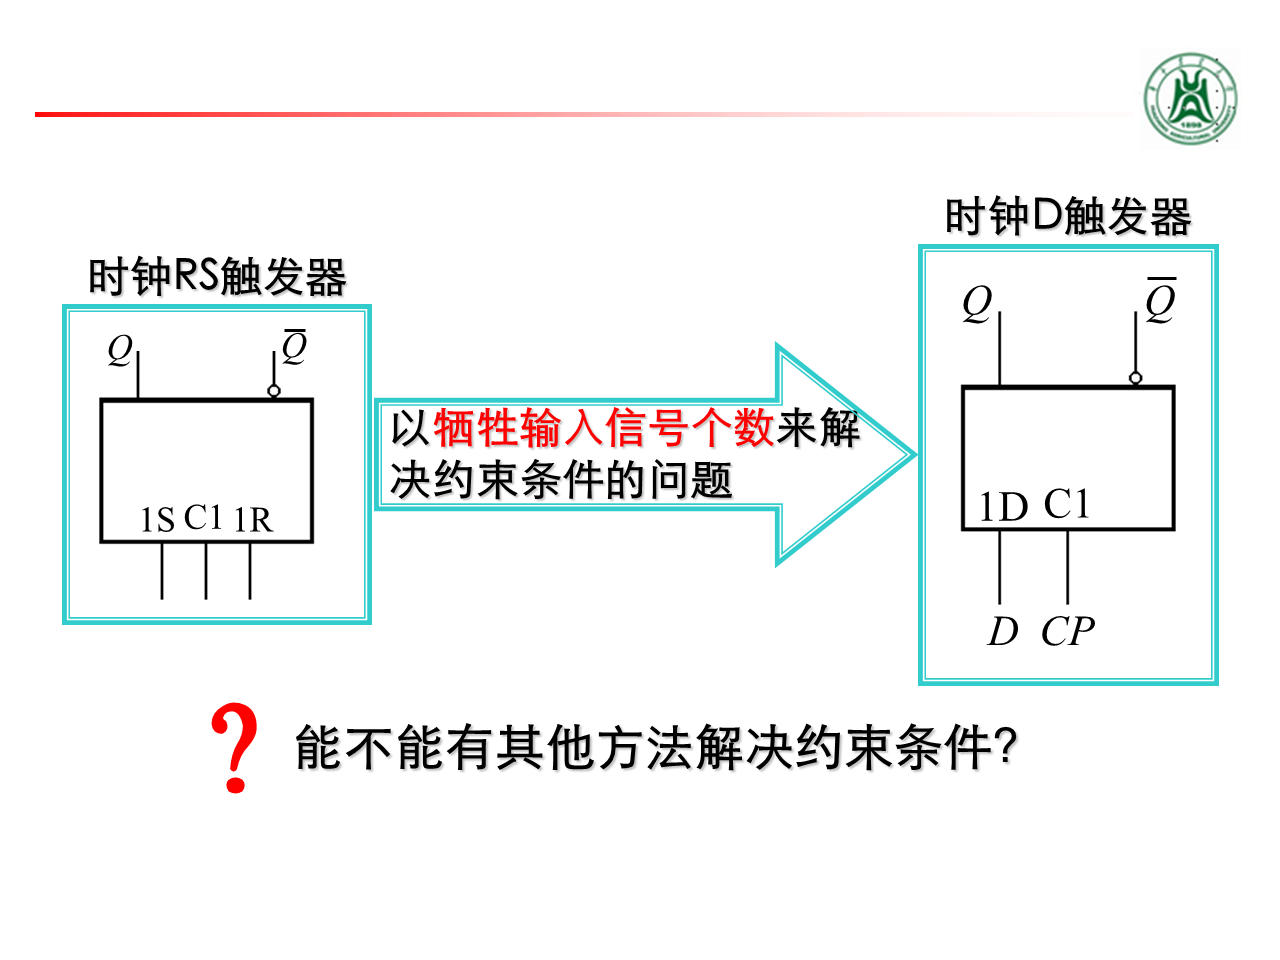 时钟D触发器
时钟RS触发器
Q
Q̅
1S C1 1R
以牺牲输入信号个数来解
决约束条件的问题
Q
Q̅
1D C1
D CP
? 能不能有其他方法解决约束条件?
1898